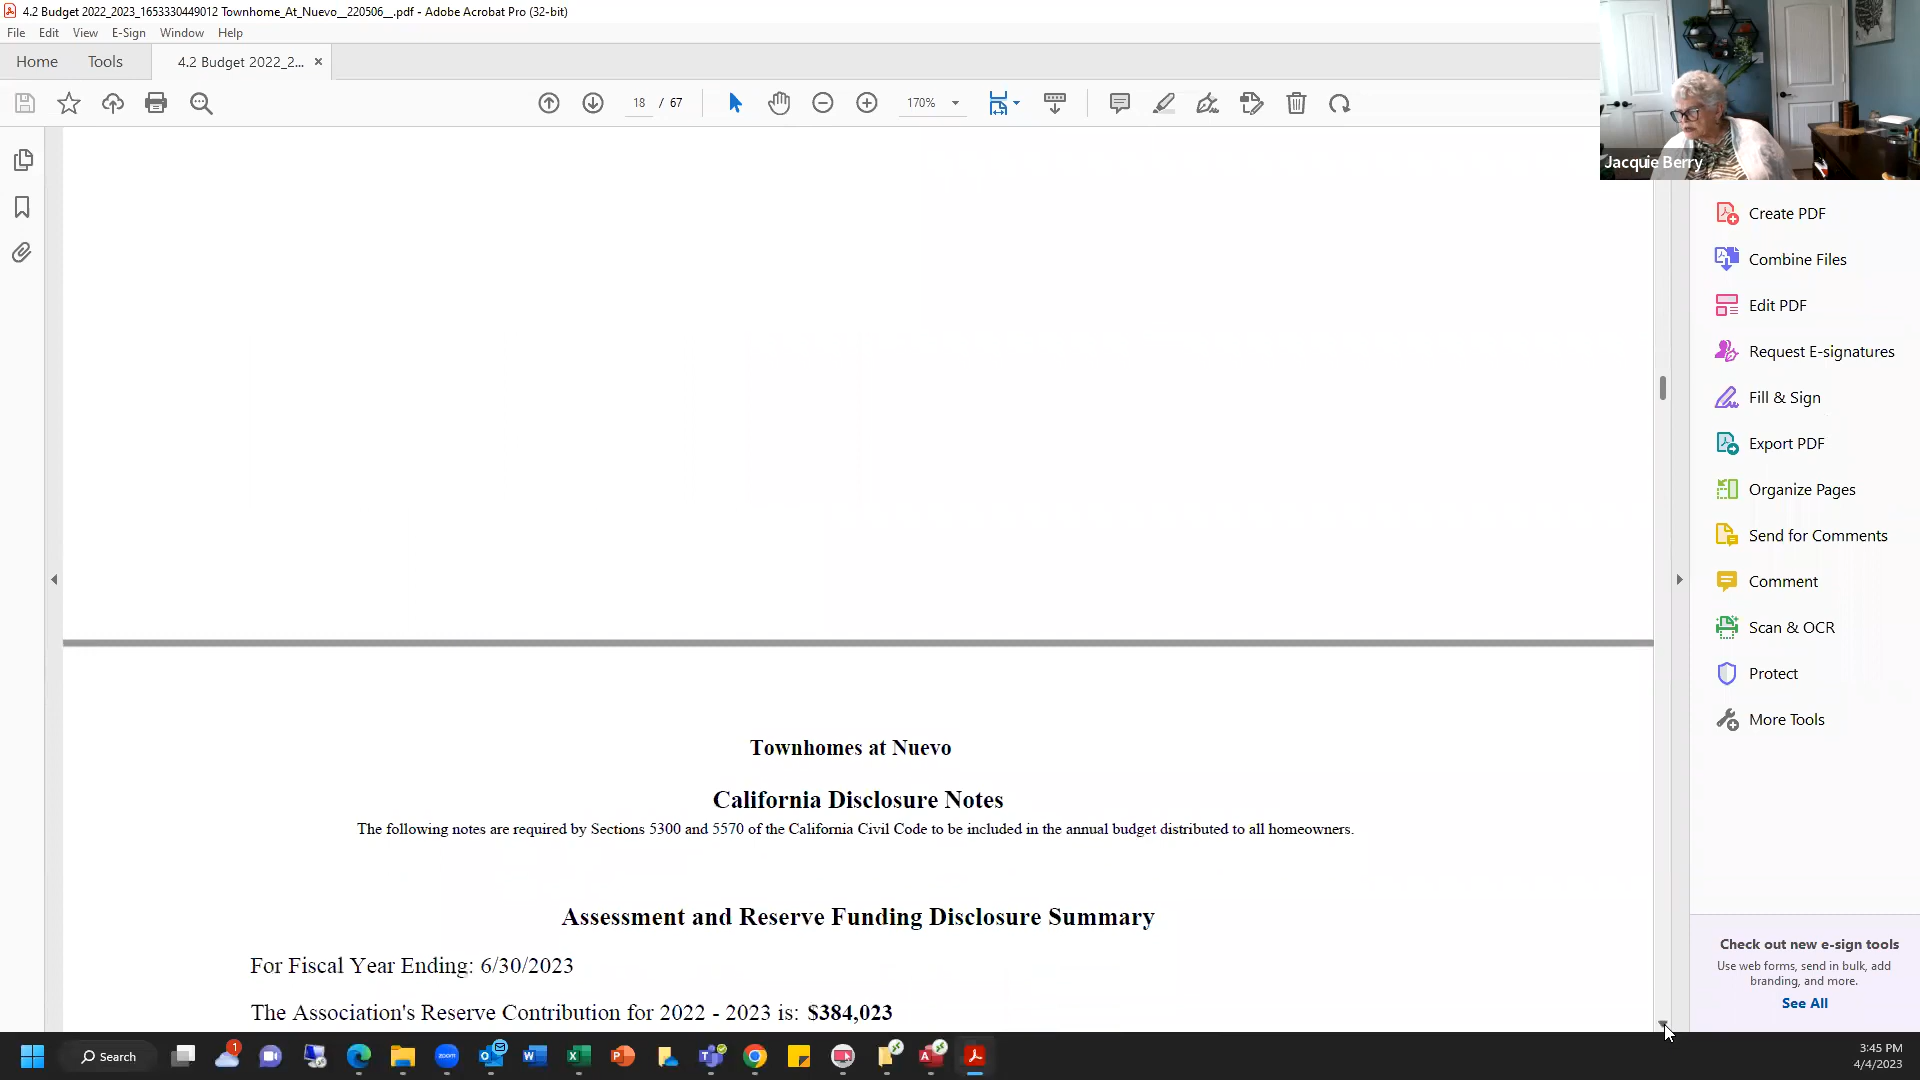 4.2 Budget 2022_2023_1653330449012 Townhome_At_Nuevo__220506__.pdf - Adobe Acrobat Pro (32-bit)
File Edit View E-Sign Window Help
Home Tools 4.2 Budget 2022_2... ×
18 / 67 170%
Jacquie Berry
Create PDF
Combine Files
Edit PDF
Request E-signatures
Fill & Sign
Export PDF
Organize Pages
Send for Comments
Comment
Scan & OCR
Protect
More Tools
Townhomes at Nuevo
California Disclosure Notes
The following notes are required by Sections 5300 and 5570 of the California Civil Code to be included in the annual budget distributed to all homeowners.
Assessment and Reserve Funding Disclosure Summary
For Fiscal Year Ending: 6/30/2023
The Association's Reserve Contribution for 2022 - 2023 is: $384,023
Check out new e-sign tools
Use web forms, send in bulk, add
branding, and more.
See All
Search
1
zoom
3:45 PM
4/4/2023